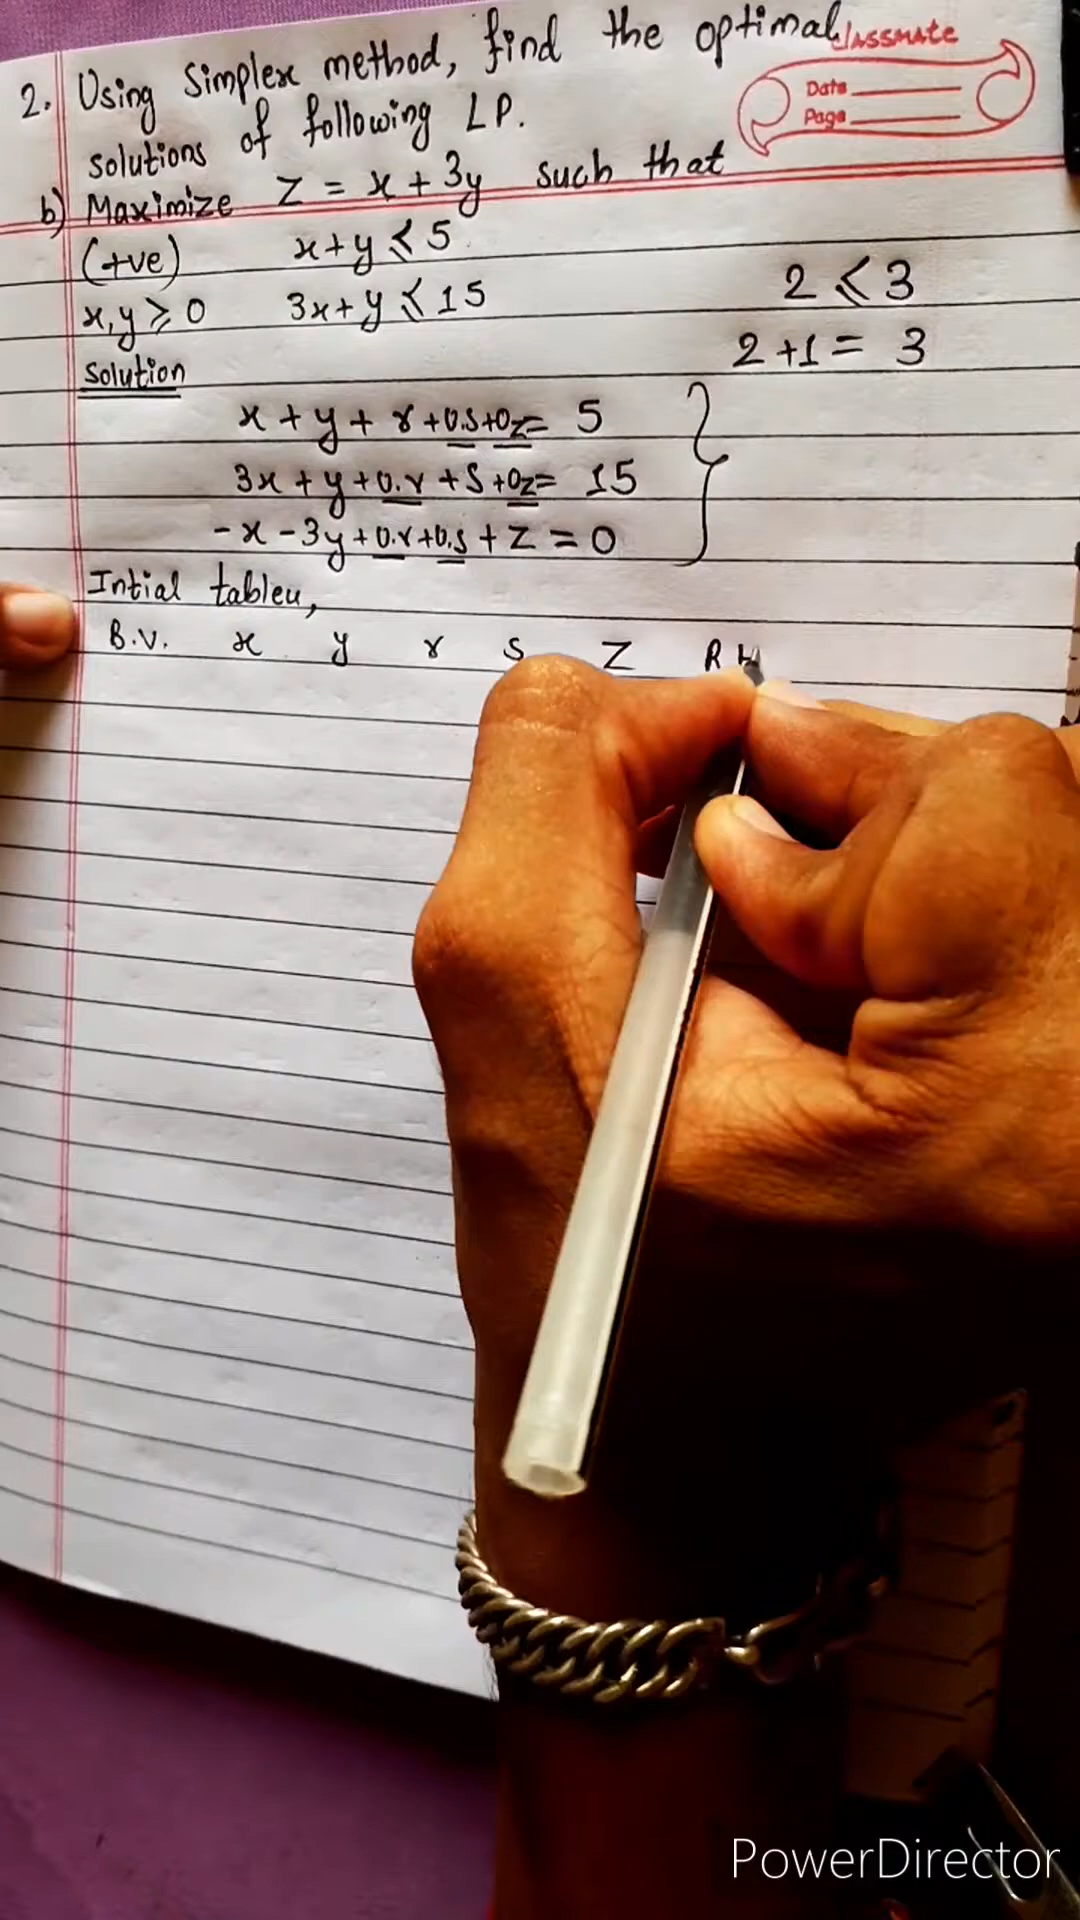 classmate
Date
Page
2. Using Simplex method, find the optimal
solutions of following LP.
b) Maximize Z = x + 3y such that
(+ve) x+y ⩽ 5
x,y ⩾ 0 3x+y ⩽ 15
2 ⩽ 3
2 +1 = 3
Solution
x + y + r +0.s+0z= 5
3x + y +0.r +S +0z= 15
-x -3y+0.r+0.s + Z = 0
Intial tableu,
B.V. x y r S Z R H
PowerDirector